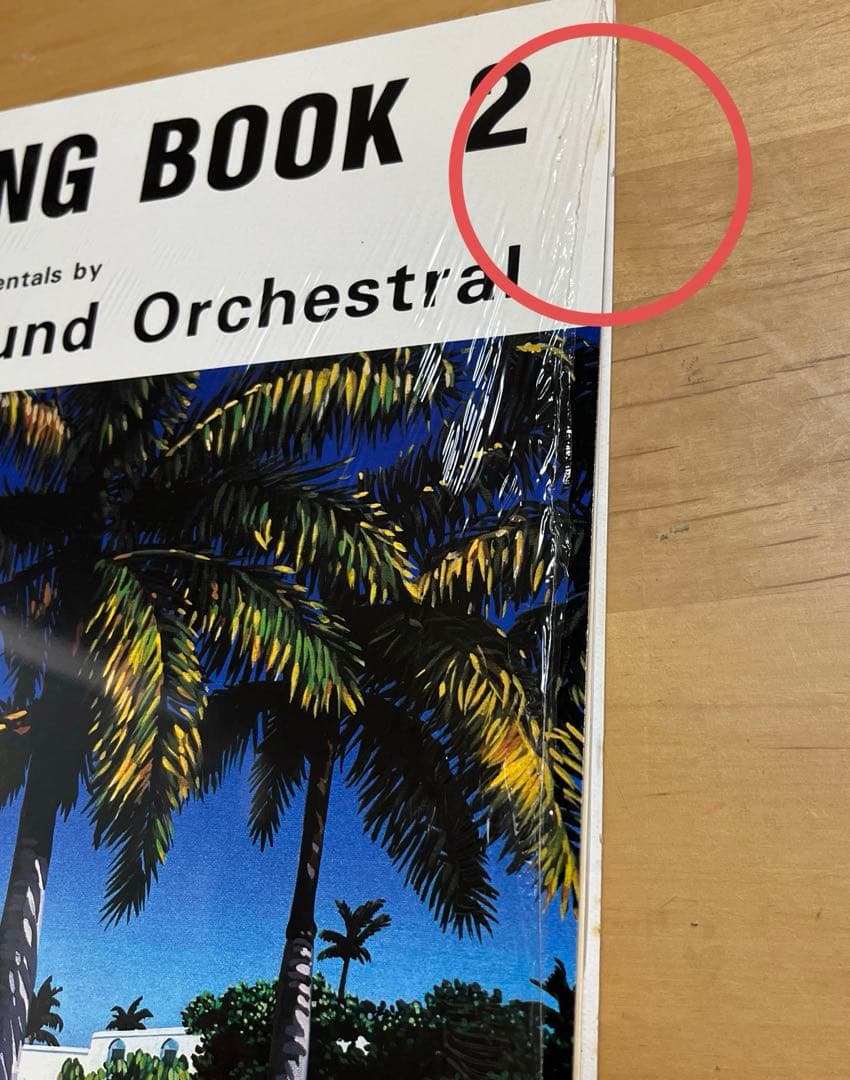 NG BOOK 2
entals by
und Orchestral